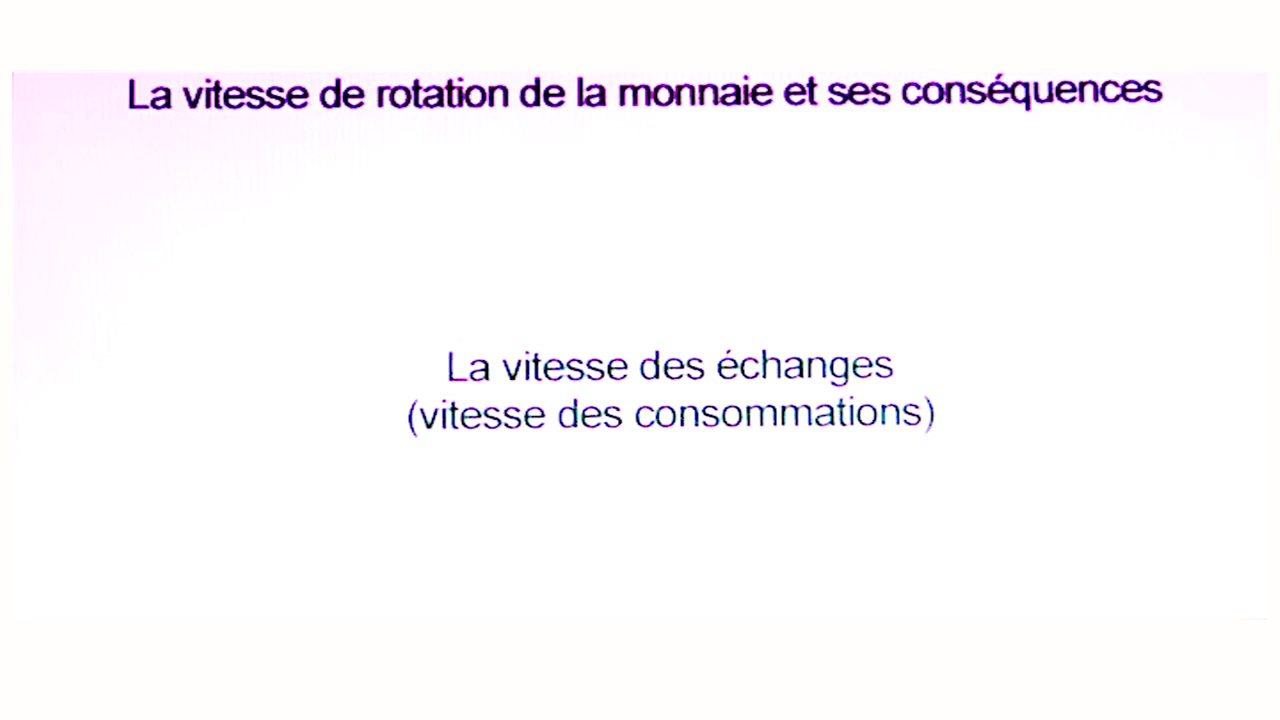 La vitesse de rotation de la monnaie et ses conséquences
La vitesse des échanges
(vitesse des consommations)